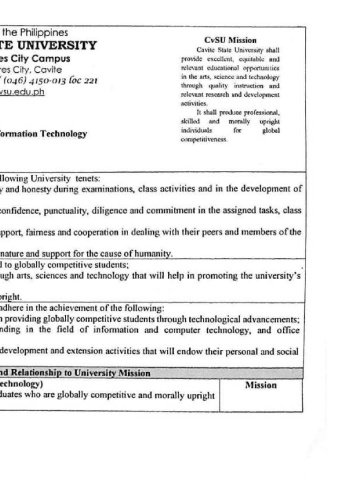 the Philippines
TE UNIVERSITY
es City Campus
res City, Cavite
(046) 4150-013 loc 221
vsu.edu.ph
CvSU Mission
Cavite State University shall
provide excellent, equitable and
relevant educational opportunities
in the arts, science and technology
through quality instruction and
relevant research and development
activities.
It shall produce professional,
skilled and morally upright
individuals for global
competitiveness.
formation Technology
llowing University tenets:
y and honesty during examinations, class activities and in the development of
confidence, punctuality, diligence and commitment in the assigned tasks, class
pport, fairness and cooperation in dealing with their peers and members of the
nature and support for the cause of humanity.
l to globally competitive students;
ugh arts, sciences and technology that will help in promoting the university's
pright.
adhere in the achievement of the following:
n providing globally competitive students through technological advancements;
nding in the field of information and computer technology, and office
development and extension activities that will endow their personal and social
nd Relationship to University Mission
echnology)
Mission
duates who are globally competitive and morally upright